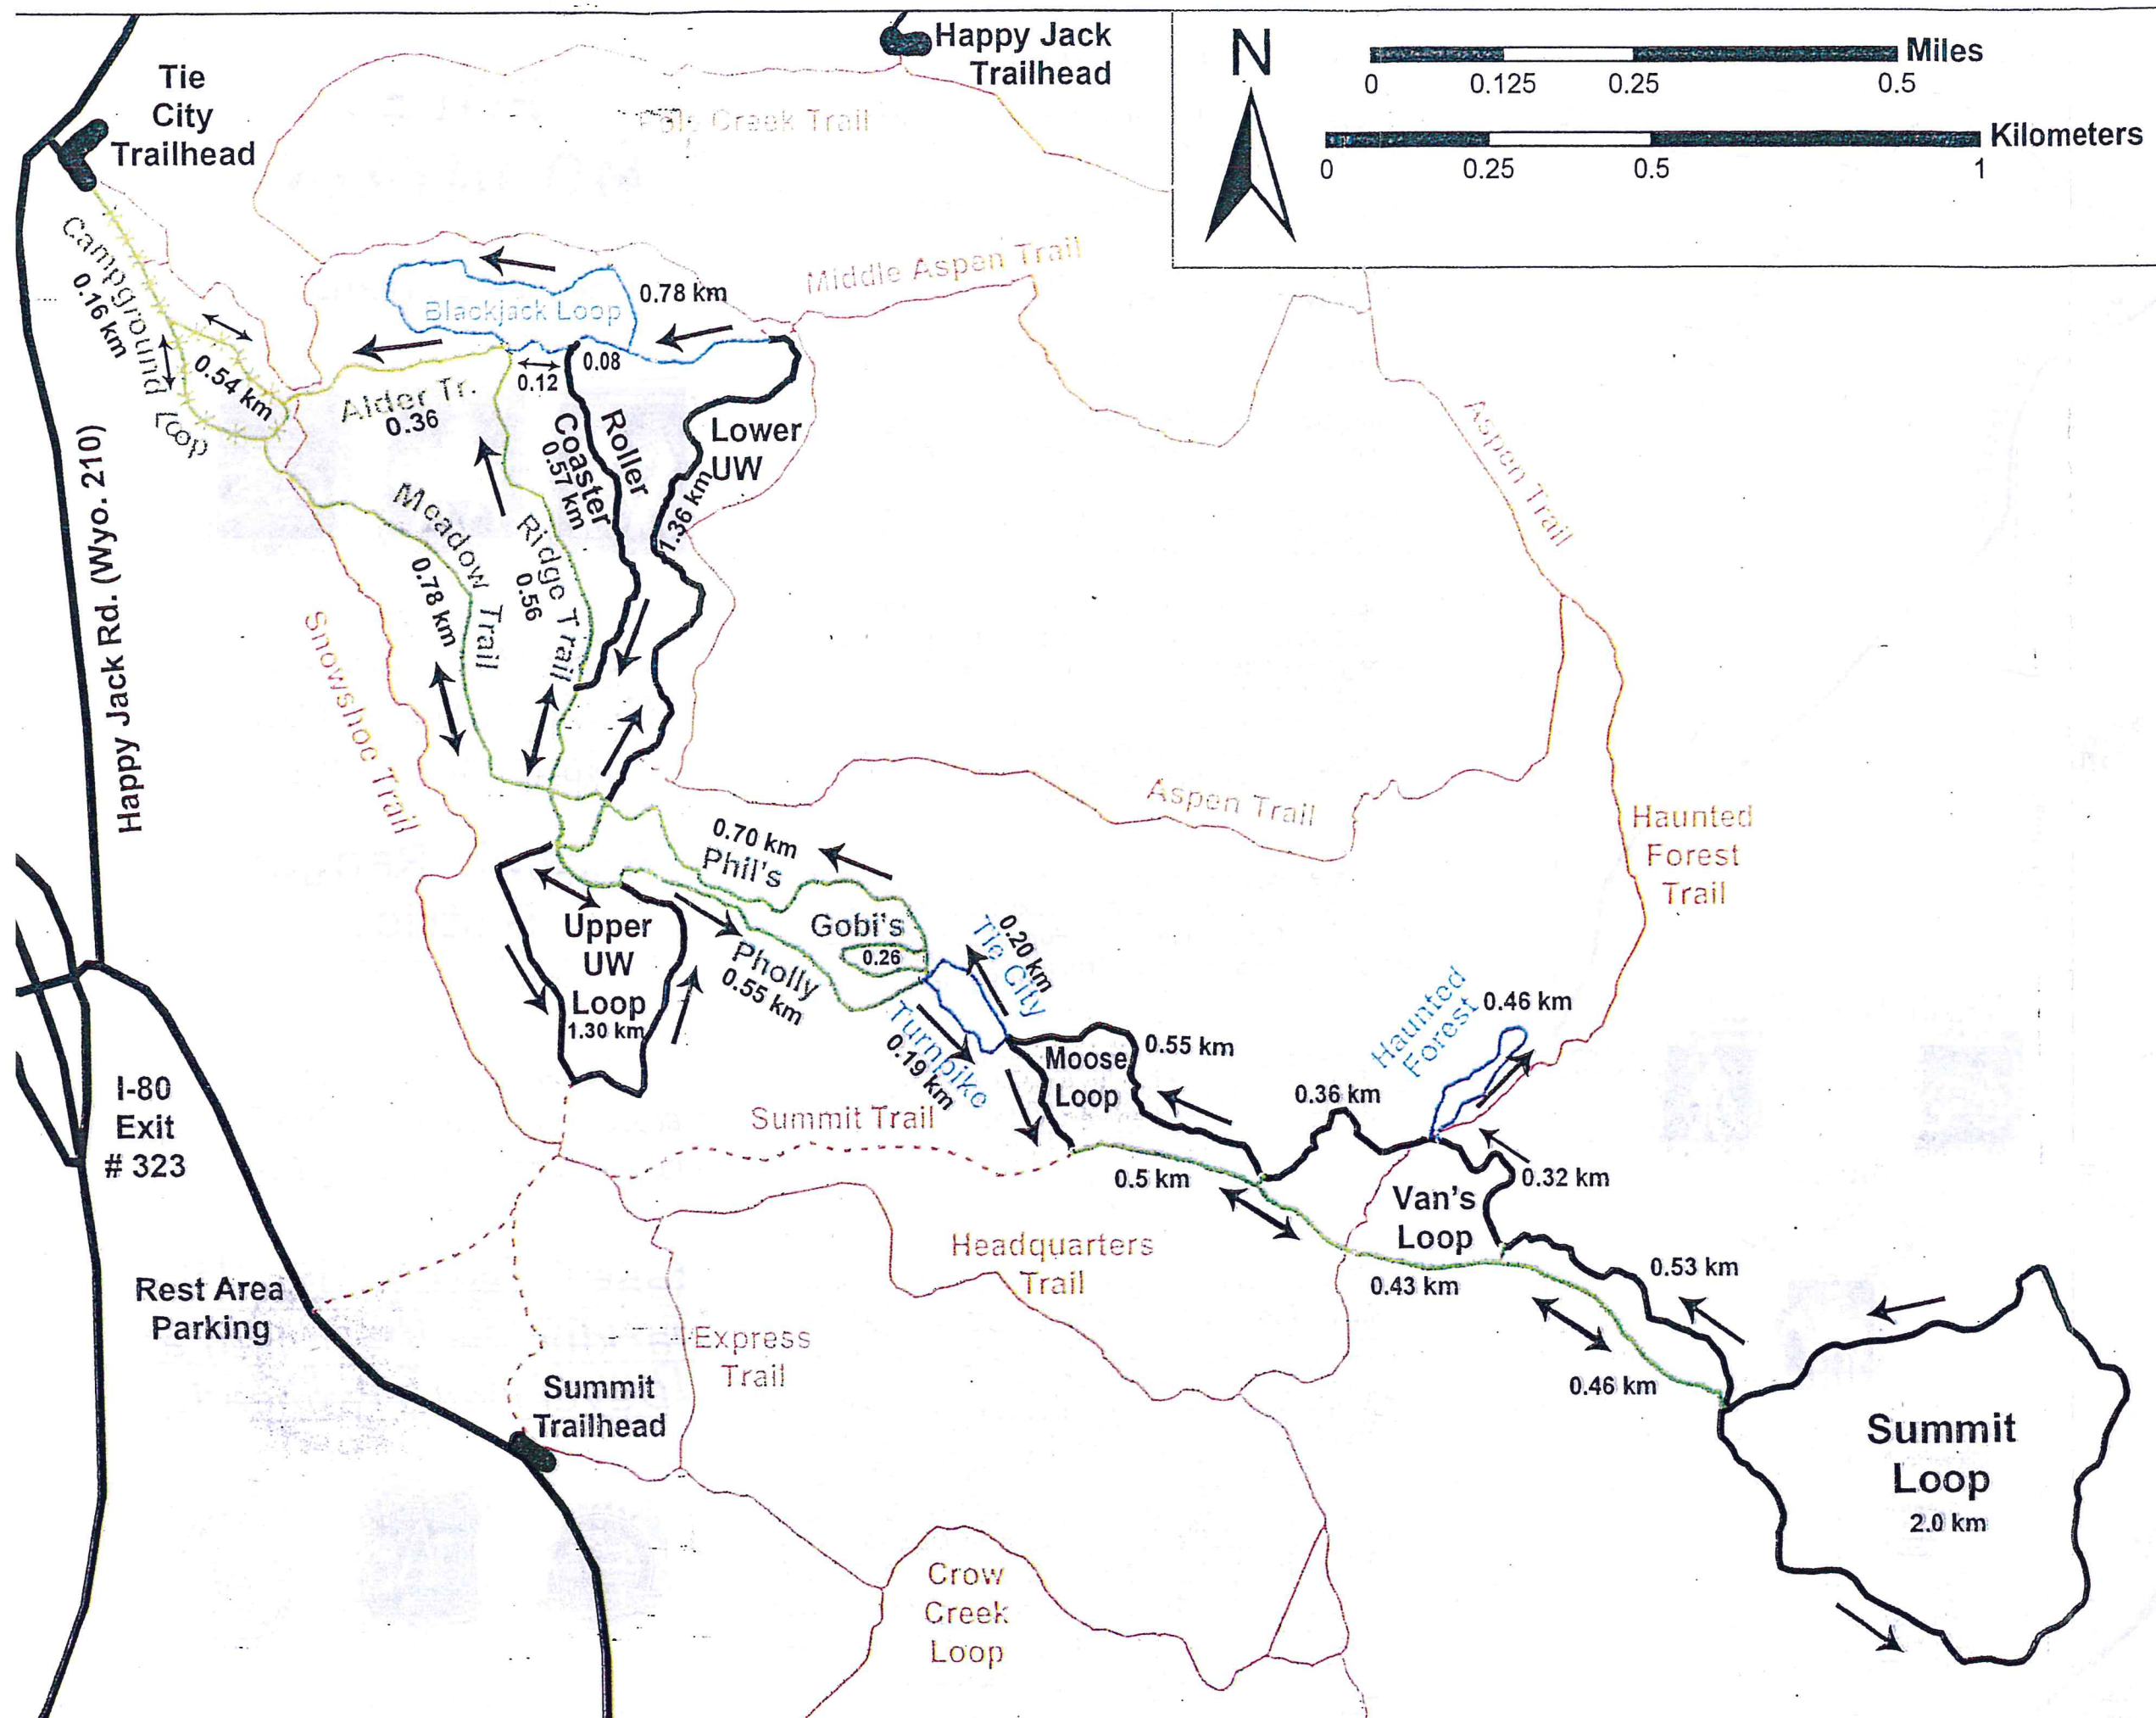 Tie
City
Trailhead
Happy Jack
Trailhead
N
Miles
0 0.125 0.25 0.5
Kilometers
0 0.25 0.5 1
Pole Creek Trail
Middle Aspen Trail
Campground Loop
0.16 km
0.54 km
Blackjack Loop
0.78 km
0.08
0.12
Alder Tr.
0.36
Roller
Coaster
0.57 km
Lower
UW
1.36 km
Meadow Trail
0.78 km
Ridge Trail
0.56
Snowshoe Trail
Happy Jack Rd. (Wyo. 210)
Aspen Trail
Aspen Trail
Haunted
Forest
Trail
0.70 km
Phil's
Gobi's
0.26
Pholly
0.55 km
Upper
UW
Loop
1.30 km
Tie City
0.20 km
Turnpike
0.19 km
Moose
Loop
0.55 km
Haunted
Forest
0.46 km
0.36 km
0.32 km
Van's
Loop
Summit Trail
0.5 km
0.43 km
0.53 km
0.46 km
I-80
Exit
# 323
Rest Area
Parking
Headquarters
Trail
Express
Trail
Summit
Trailhead
Summit
Loop
2.0 km
Crow
Creek
Loop